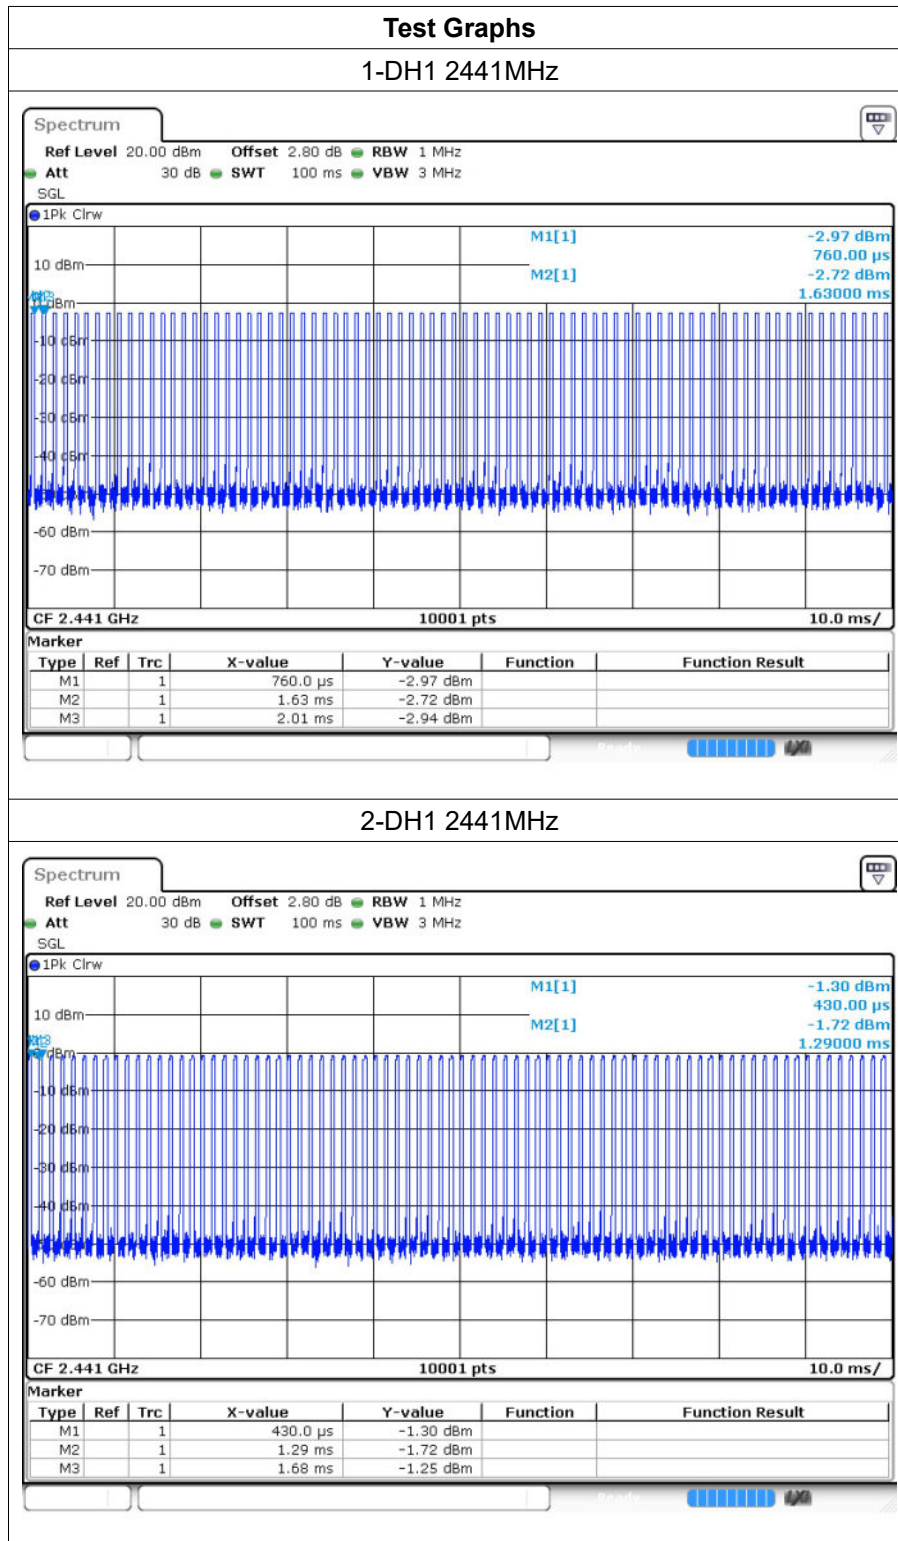 Test Graphs
1-DH1 2441MHz
Spectrum
Ref Level 20.00 dBm Offset 2.80 dB RBW 1 MHz
Att 30 dB SWT 100 ms VBW 3 MHz
SGL
1Pk Clrw
M1[1] -2.97 dBm
760.00 µs
10 dBm
M2[1] -2.72 dBm
1.63000 ms
-10 dBm
-20 dBm
-30 dBm
-40 dBm
-60 dBm
-70 dBm
CF 2.441 GHz 10001 pts 10.0 ms/
Marker
Type Ref Trc X-value Y-value Function Function Result
M1 1 760.0 µs -2.97 dBm
M2 1 1.63 ms -2.72 dBm
M3 1 2.01 ms -2.94 dBm
Ready
2-DH1 2441MHz
Spectrum
Ref Level 20.00 dBm Offset 2.80 dB RBW 1 MHz
Att 30 dB SWT 100 ms VBW 3 MHz
SGL
1Pk Clrw
M1[1] -1.30 dBm
430.00 µs
10 dBm
M2[1] -1.72 dBm
1.29000 ms
-10 dBm
-20 dBm
-30 dBm
-40 dBm
-60 dBm
-70 dBm
CF 2.441 GHz 10001 pts 10.0 ms/
Marker
Type Ref Trc X-value Y-value Function Function Result
M1 1 430.0 µs -1.30 dBm
M2 1 1.29 ms -1.72 dBm
M3 1 1.68 ms -1.25 dBm
Ready